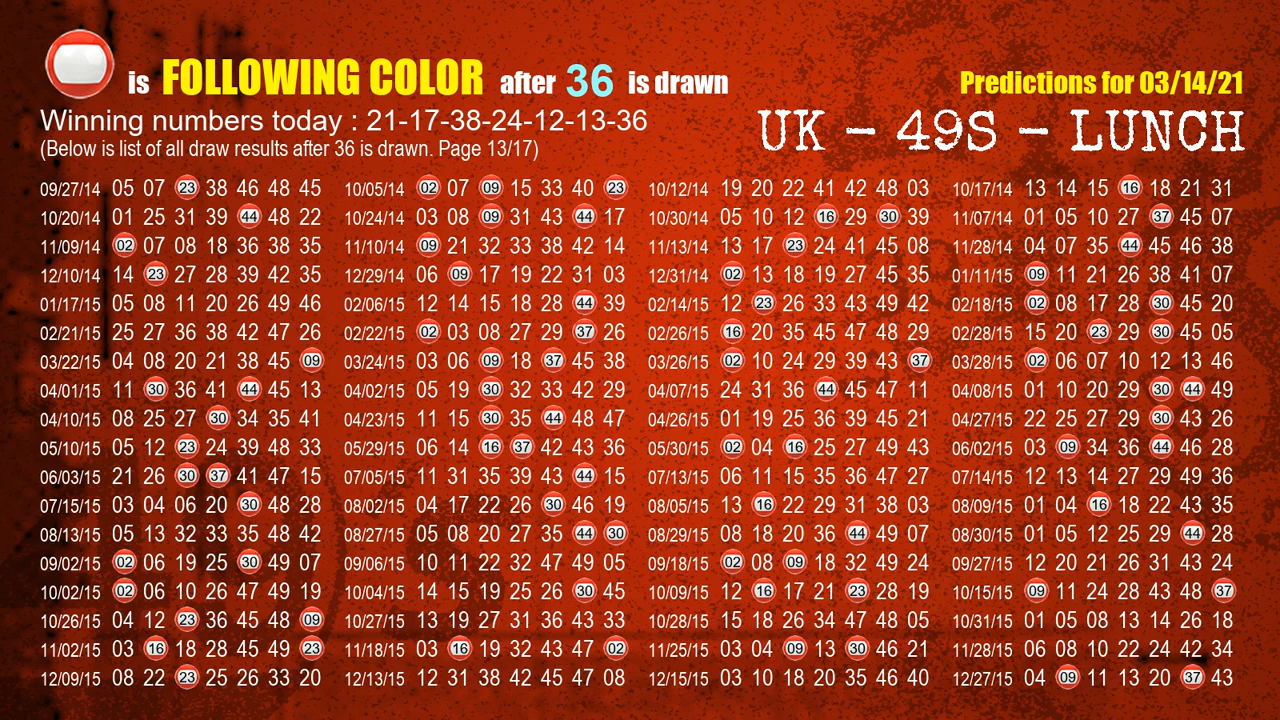 is FOLLOWING COLOR after 36 is drawn
Predictions for 03/14/21
Winning numbers today : 21-17-38-24-12-13-36
UK - 49S - LUNCH
(Below is list of all draw results after 36 is drawn. Page 13/17)
09/27/14 05 07 23 38 46 48 45 10/05/14 02 07 09 15 33 40 23 10/12/14 19 20 22 41 42 48 03 10/17/14 13 14 15 16 18 21 31
10/20/14 01 25 31 39 44 48 22 10/24/14 03 08 09 31 43 44 17 10/30/14 05 10 12 16 29 30 39 11/07/14 01 05 10 27 37 45 07
11/09/14 02 07 08 18 36 38 35 11/10/14 09 21 32 33 38 42 14 11/13/14 13 17 23 24 41 45 08 11/28/14 04 07 35 44 45 46 38
12/10/14 14 23 27 28 39 42 35 12/29/14 06 09 17 19 22 31 03 12/31/14 02 13 18 19 27 45 35 01/11/15 09 11 21 26 38 41 07
01/17/15 05 08 11 20 26 49 46 02/06/15 12 14 15 18 28 44 39 02/14/15 12 23 26 33 43 49 42 02/18/15 02 08 17 28 30 45 20
02/21/15 25 27 36 38 42 47 26 02/22/15 02 03 08 27 29 37 26 02/26/15 16 20 35 45 47 48 29 02/28/15 15 20 23 29 30 45 05
03/22/15 04 08 20 21 38 45 09 03/24/15 03 06 09 18 37 45 38 03/26/15 02 10 24 29 39 43 37 03/28/15 02 06 07 10 12 13 46
04/01/15 11 30 36 41 44 45 13 04/02/15 05 19 30 32 33 42 29 04/07/15 24 31 36 44 45 47 11 04/08/15 01 10 20 29 30 44 49
04/10/15 08 25 27 30 34 35 41 04/23/15 11 15 30 35 44 48 47 04/26/15 01 19 25 36 39 45 21 04/27/15 22 25 27 29 30 43 26
05/10/15 05 12 23 24 39 48 33 05/29/15 06 14 16 37 42 43 36 05/30/15 02 04 16 25 27 49 43 06/02/15 03 09 34 36 44 46 28
06/03/15 21 26 30 37 41 47 15 07/05/15 11 31 35 39 43 44 15 07/13/15 06 11 15 35 36 47 27 07/14/15 12 13 14 27 29 49 36
07/15/15 03 04 06 20 30 48 28 08/02/15 04 17 22 26 30 46 19 08/05/15 13 16 22 29 31 38 03 08/09/15 01 04 16 18 22 43 35
08/13/15 05 13 32 33 35 48 42 08/27/15 05 08 20 27 35 44 30 08/29/15 08 18 20 36 44 49 07 08/30/15 01 05 12 25 29 44 28
09/02/15 02 06 19 25 30 49 07 09/06/15 10 11 22 32 47 49 05 09/18/15 02 08 09 18 32 49 24 09/27/15 12 20 21 26 31 43 24
10/02/15 02 06 10 26 47 49 19 10/04/15 14 15 19 25 26 30 45 10/09/15 12 16 17 21 23 28 19 10/15/15 09 11 24 28 43 48 37
10/26/15 04 12 23 36 45 48 09 10/27/15 13 19 27 31 36 43 33 10/28/15 15 18 26 34 47 48 05 10/31/15 01 05 08 13 14 26 18
11/02/15 03 16 18 28 45 49 23 11/18/15 03 16 19 32 43 47 02 11/25/15 03 04 09 13 30 46 21 11/28/15 06 08 10 22 24 42 34
12/09/15 08 22 23 25 26 33 20 12/13/15 12 31 38 42 45 47 08 12/15/15 03 10 18 20 35 46 40 12/27/15 04 09 11 13 20 37 43